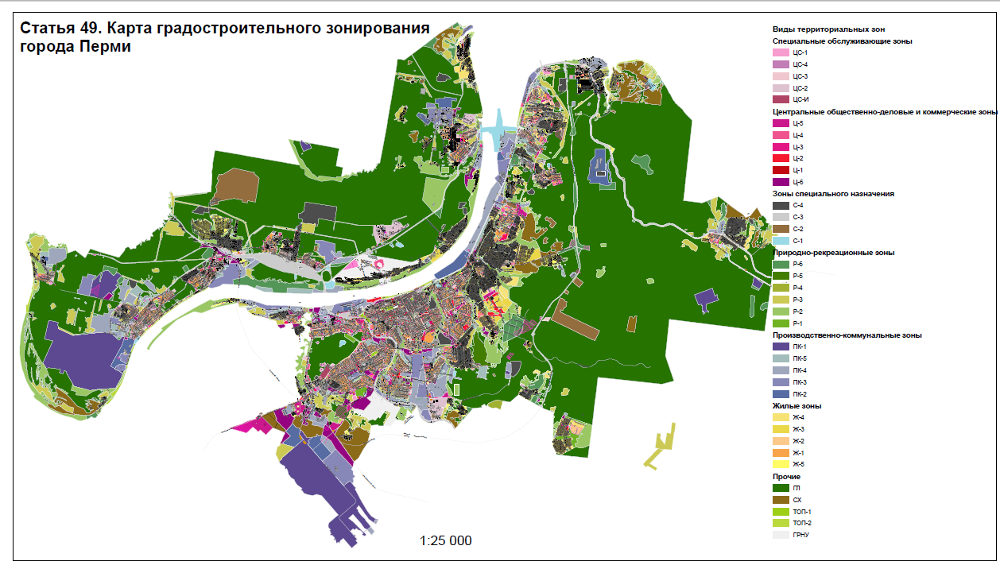 Статья 49. Карта градостроительного зонирования
города Перми
Виды территориальных зон
Специальные обслуживающие зоны
ЦС-1
ЦС-4
ЦС-3
ЦС-2
ЦС-И
Центральные общественно-деловые и коммерческие зоны
Ц-5
Ц-4
Ц-3
Ц-2
Ц-1
Ц-6
Зоны специального назначения
С-4
С-3
С-2
С-1
Природно-рекреационные зоны
Р-6
Р-5
Р-4
Р-3
Р-2
Р-1
Производственно-коммунальные зоны
ПК-1
ПК-5
ПК-4
ПК-3
ПК-2
Жилые зоны
Ж-4
Ж-3
Ж-2
Ж-1
Ж-5
Прочие
ГЛ
СХ
ТОП-1
ТОП-2
ГРНУ
1:25 000